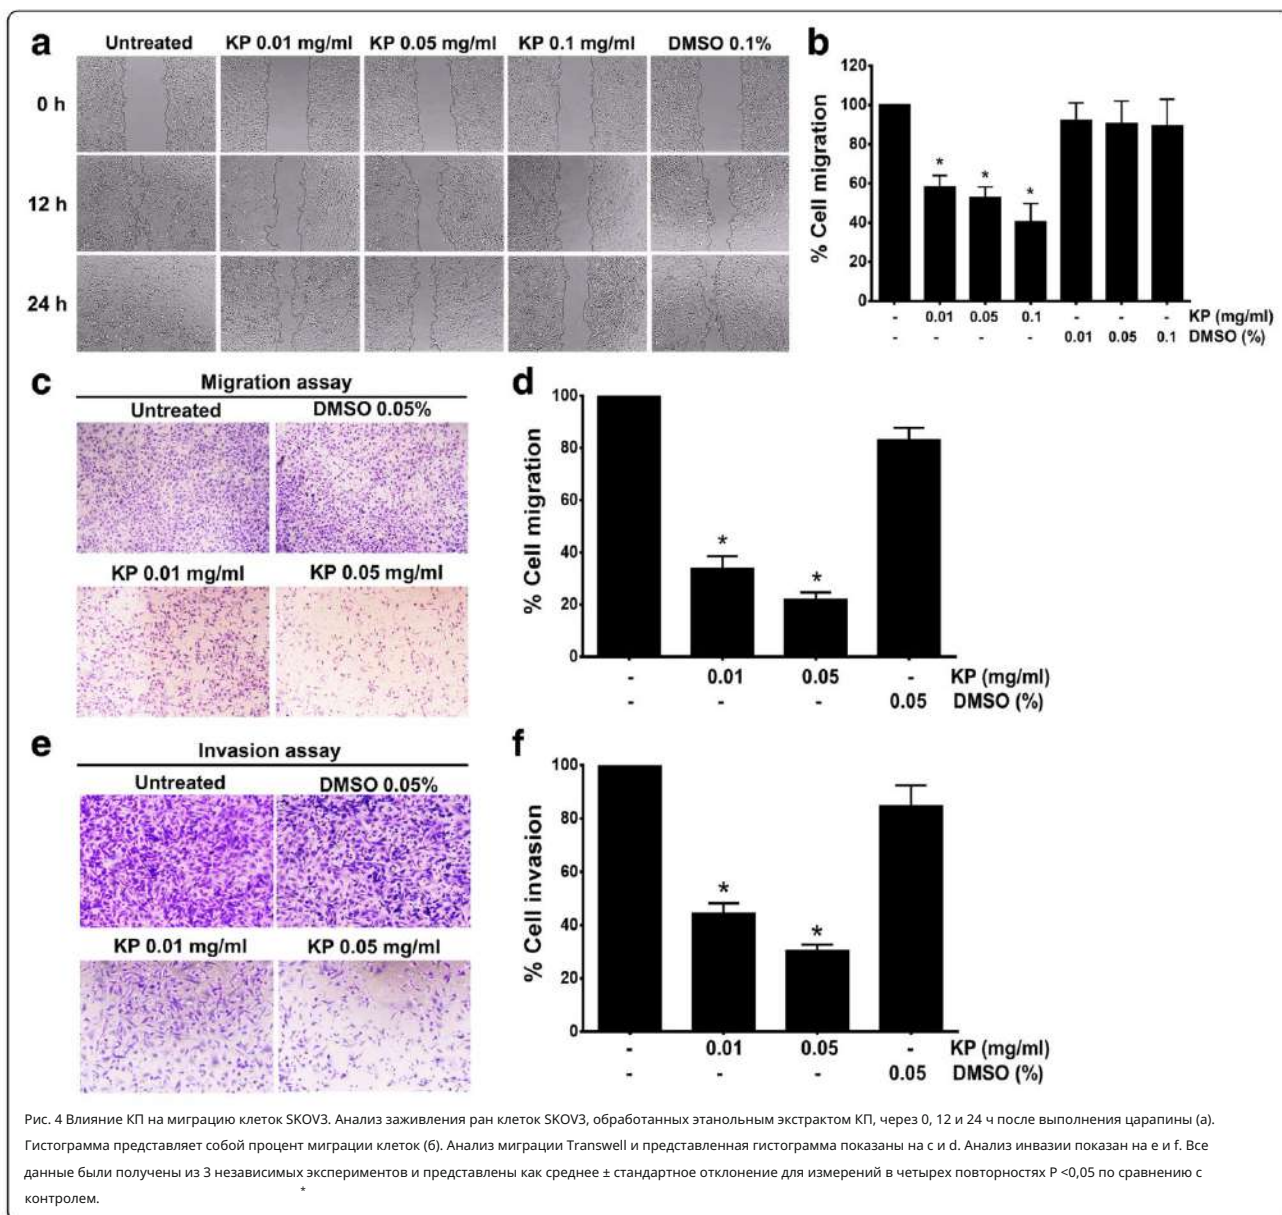 a
Untreated KP 0.01 mg/ml KP 0.05 mg/ml KP 0.1 mg/ml DMSO 0.1%
0 h
12 h
24 h
b
% Cell migration
120
100
80
60
40
20
0
* * *
- 0.01 0.05 0.1 - - - KP (mg/ml)
- - - - 0.01 0.05 0.1 DMSO (%)
c
Migration assay
Untreated DMSO 0.05%
KP 0.01 mg/ml KP 0.05 mg/ml
d
% Cell migration
100
80
60
40
20
0
* *
- 0.01 0.05 - KP (mg/ml)
- - - 0.05 DMSO (%)
e
Invasion assay
Untreated DMSO 0.05%
KP 0.01 mg/ml KP 0.05 mg/ml
f
% Cell invasion
100
80
60
40
20
0
* *
- 0.01 0.05 - KP (mg/ml)
- - - 0.05 DMSO (%)
Рис. 4 Влияние КП на миграцию клеток SKOV3. Анализ заживления ран клеток SKOV3, обработанных этанольным экстрактом КП, через 0, 12 и 24 ч после выполнения царапины (а).
Гистограмма представляет собой процент миграции клеток (б). Анализ миграции Transwell и представленная гистограмма показаны на c и d. Анализ инвазии показан на e и f. Все
данные были получены из 3 независимых экспериментов и представлены как среднее ± стандартное отклонение для измерений в четырех повторностях P <0,05 по сравнению с
контролем. *